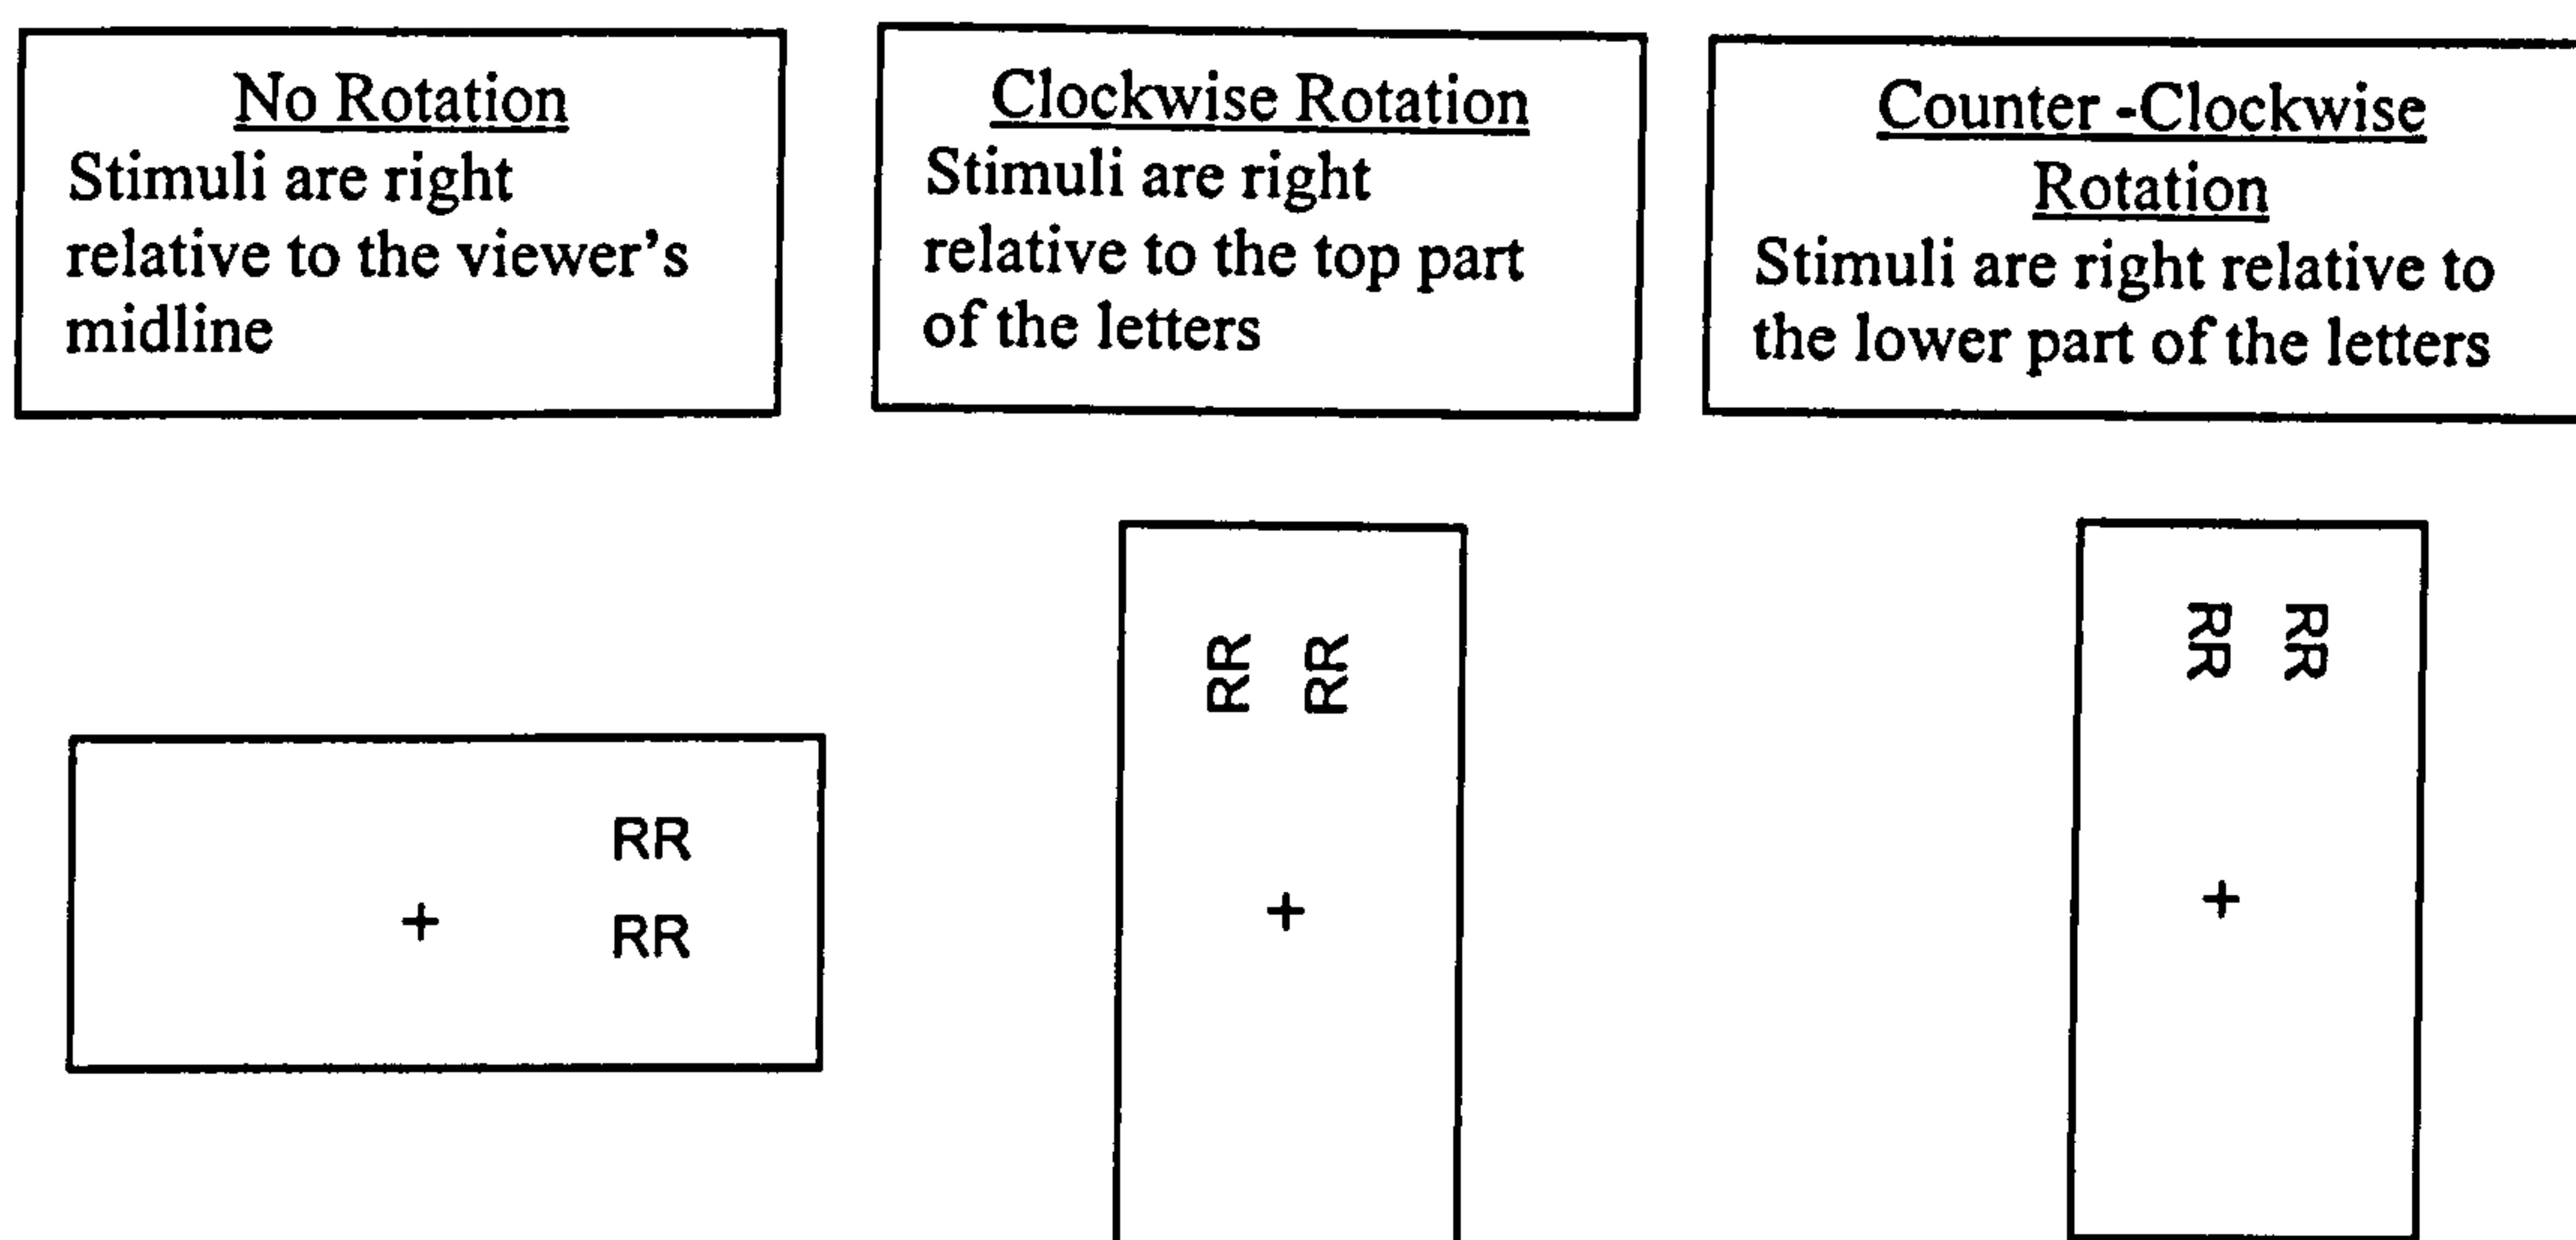 No Rotation
Stimuli are right
relative to the viewer's
midline
Clockwise Rotation
Stimuli are right
relative to the top part
of the letters
Counter -Clockwise
Rotation
Stimuli are right relative to
the lower part of the letters
RR
+
RR
RR
RR
+
RR
RR
RR
RR
+